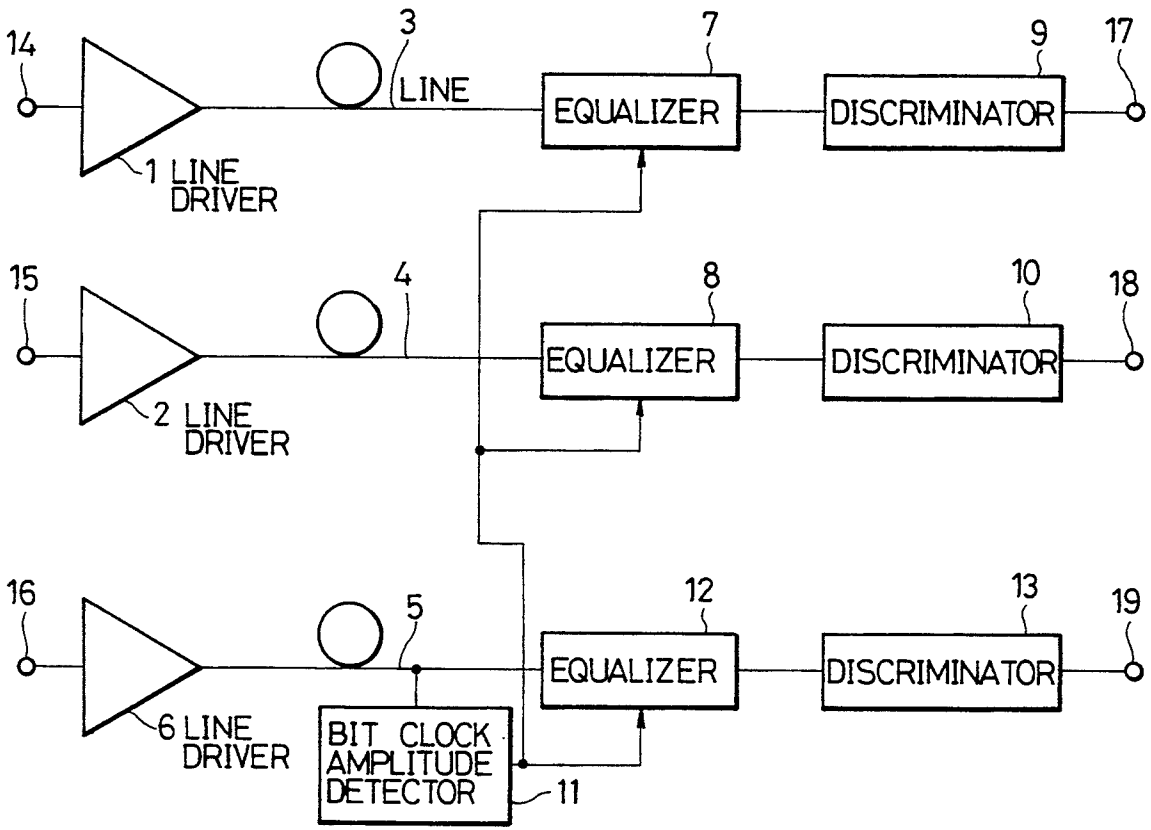 14
3
7
9
17
LINE
EQUALIZER
DISCRIMINATOR
1 LINE
DRIVER
15
4
8
10
18
EQUALIZER
DISCRIMINATOR
2 LINE
DRIVER
16
5
12
13
19
EQUALIZER
DISCRIMINATOR
6 LINE
DRIVER
BIT CLOCK
AMPLITUDE
DETECTOR
11